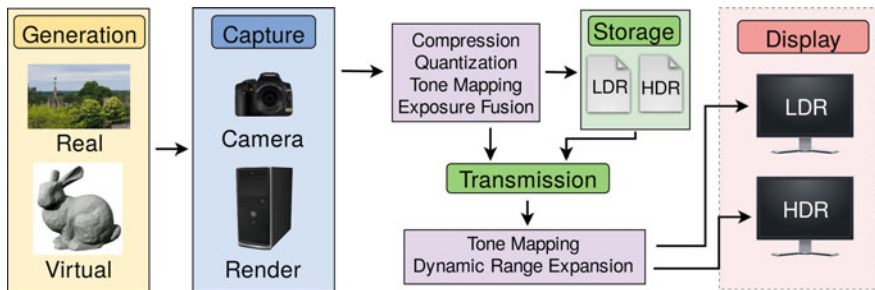 Generation
Real
Virtual
Capture
Camera
Render
Compression
Quantization
Tone Mapping
Exposure Fusion
Storage
LDR
HDR
Transmission
Tone Mapping
Dynamic Range Expansion
Display
LDR
HDR